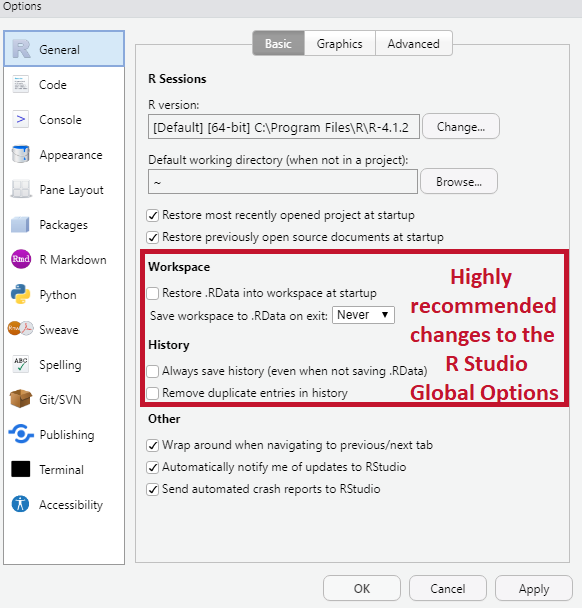 Options
General
Code
Console
Appearance
Pane Layout
Packages
R Markdown
Python
Sweave
Spelling
Git/SVN
Publishing
Terminal
Accessibility
Basic Graphics Advanced
R Sessions
R version:
[Default] [64-bit] C:\Program Files\R\R-4.1.2 Change...
Default working directory (when not in a project):
~ Browse...
Restore most recently opened project at startup
Restore previously open source documents at startup
Workspace
Restore .RData into workspace at startup
Save workspace to .RData on exit: Never
History
Always save history (even when not saving .RData)
Remove duplicate entries in history
Highly
recommended
changes to the
R Studio
Global Options
Other
Wrap around when navigating to previous/next tab
Automatically notify me of updates to RStudio
Send automated crash reports to RStudio
OK Cancel Apply